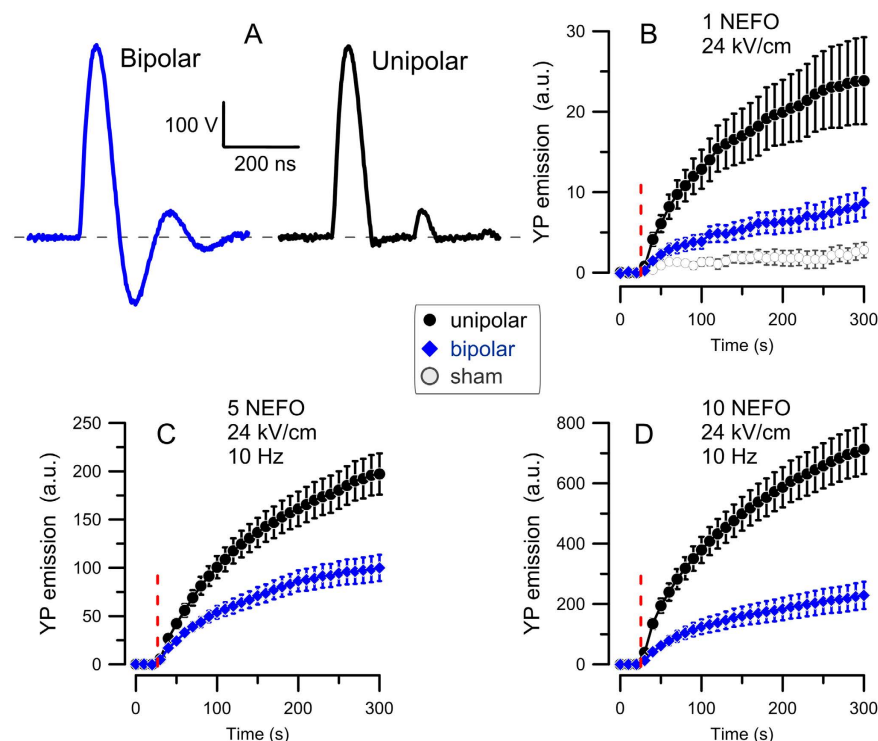 A
Bipolar
Unipolar
100 V
200 ns
B
1 NEFO
24 kV/cm
YP emission (a.u.)
30
20
10
0
0 100 200 300
Time (s)
unipolar
bipolar
sham
C
5 NEFO
24 kV/cm
10 Hz
YP emission (a.u.)
250
200
150
100
50
0
0 100 200 300
Time (s)
D
10 NEFO
24 kV/cm
10 Hz
YP emission (a.u.)
800
600
400
200
0
0 100 200 300
Time (s)